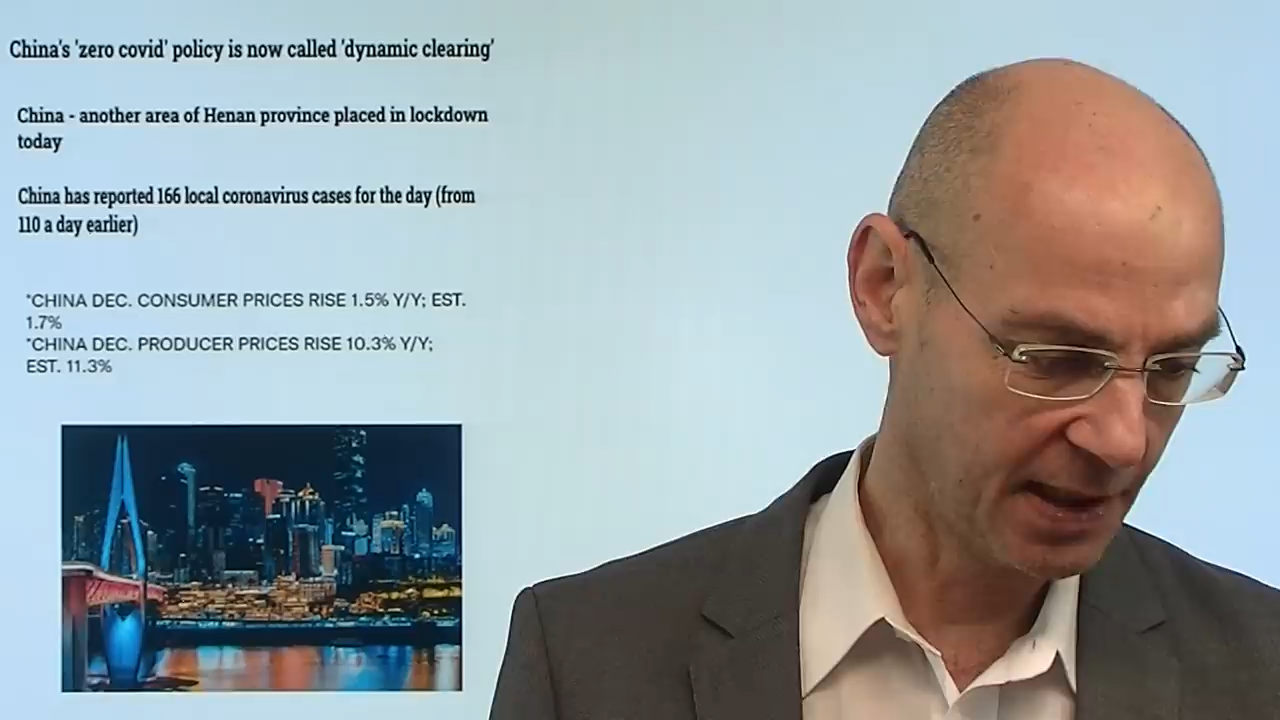 China's 'zero covid' policy is now called 'dynamic clearing'
China - another area of Henan province placed in lockdown
today
China has reported 166 local coronavirus cases for the day (from
110 a day earlier)
*CHINA DEC. CONSUMER PRICES RISE 1.5% Y/Y; EST.
1.7%
*CHINA DEC. PRODUCER PRICES RISE 10.3% Y/Y;
EST. 11.3%